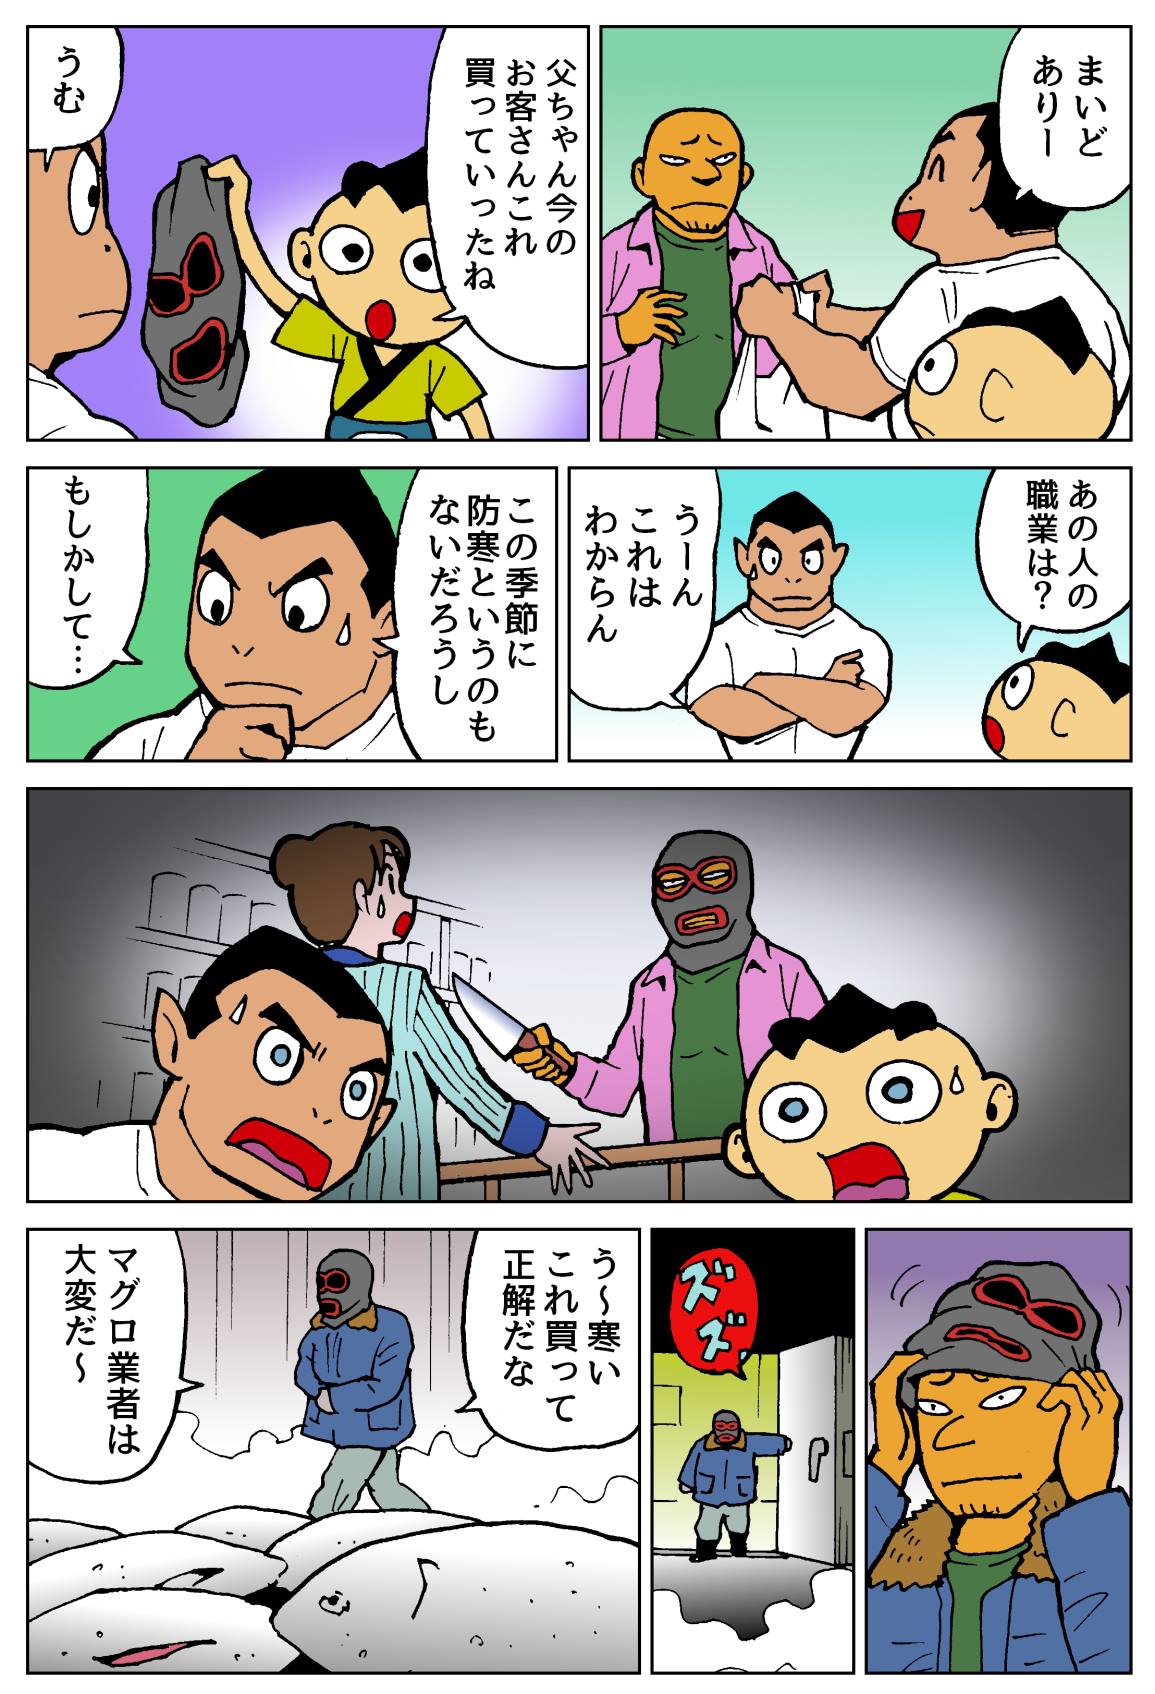 まいど
ありー
父ちゃん今の
お客さんこれ
買っていったね
うむ
あの人の
職業は？
うーん
これは
わからん
この季節に
防寒というのも
ないだろうし
もしかして…
ズズ
う～寒い
これ買って
正解だな
マグロ業者は
大変だ～